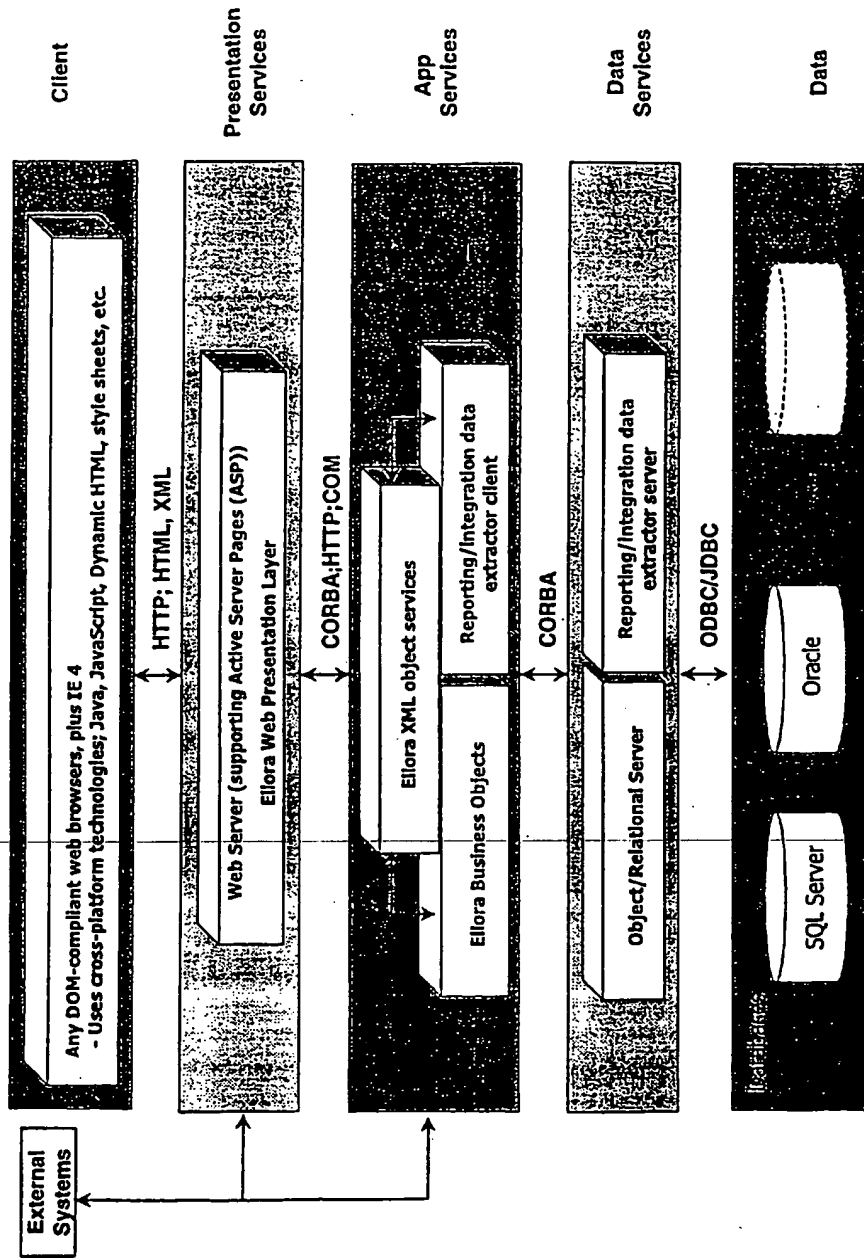 External
Systems
Client
Any DOM-compliant web browsers, plus IE 4
- Uses cross-platform technologies; Java, JavaScript, Dynamic HTML, style sheets, etc.
HTTP; HTML, XML
Presentation
Services
Web Server (supporting Active Server Pages (ASP))
Ellora Web Presentation Layer
CORBA;HTTP;COM
App
Services
Ellora XML object services
Ellora Business Objects
Reporting/Integration data
extractor client
CORBA
Data
Services
Object/Relational Server
Reporting/Integration data
extractor server
ODBC/JDBC
Data
SQL Server
Oracle